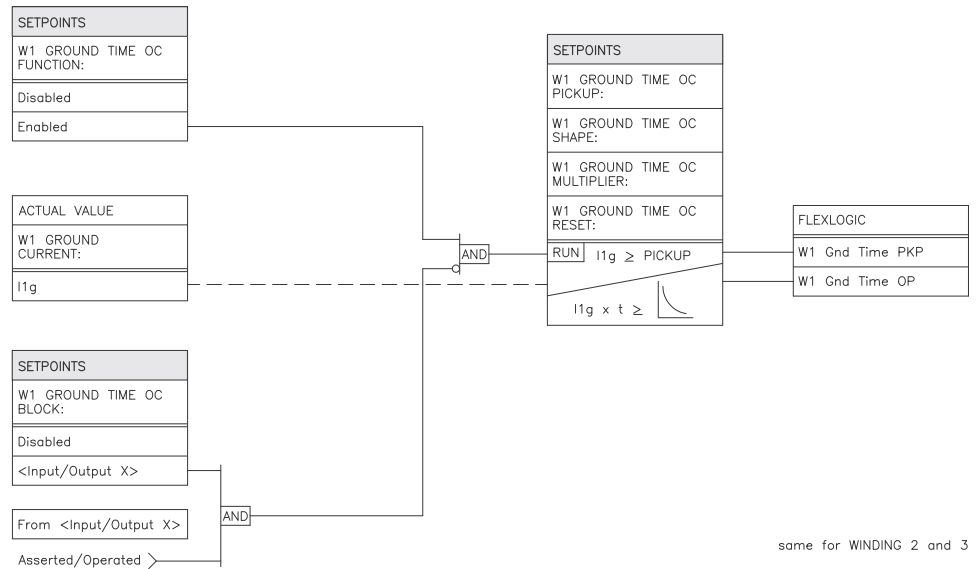 SETPOINTS
W1 GROUND TIME OC
FUNCTION:
Disabled
Enabled
ACTUAL VALUE
W1 GROUND
CURRENT:
I1g
SETPOINTS
W1 GROUND TIME OC
BLOCK:
Disabled
<Input/Output X>
From <Input/Output X>
Asserted/Operated
AND
AND
SETPOINTS
W1 GROUND TIME OC
PICKUP:
W1 GROUND TIME OC
SHAPE:
W1 GROUND TIME OC
MULTIPLIER:
W1 GROUND TIME OC
RESET:
RUN I1g ≥ PICKUP
I1g x t ≥
FLEXLOGIC
W1 Gnd Time PKP
W1 Gnd Time OP
same for WINDING 2 and 3